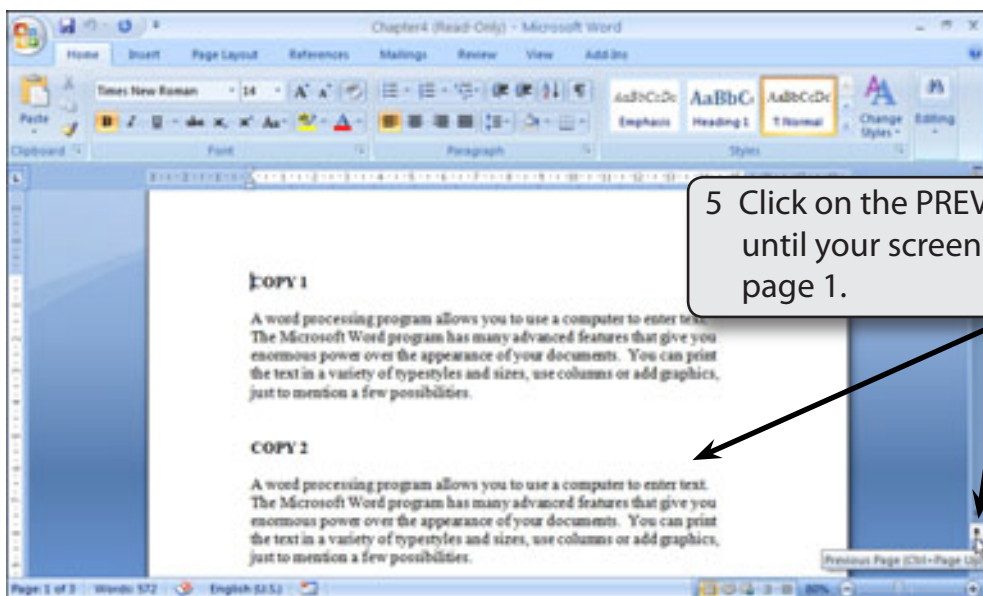 Chapter4 (Read-Only) - Microsoft Word
Home Insert Page Layout References Mailings Review View Add-Ins
Times New Roman 14
AaBbCcDc AaBbC AaBbCcDc
Paste
Emphasis Heading 1 ¶ Normal
Change Styles
Editing
Clipboard Font Paragraph Styles
5 Click on the PREV
until your screen
page 1.
COPY 1
A word processing program allows you to use a computer to enter text.
The Microsoft Word program has many advanced features that give you
enormous power over the appearance of your documents. You can print
the text in a variety of typestyles and sizes, use columns or add graphics,
just to mention a few possibilities.
COPY 2
A word processing program allows you to use a computer to enter text.
The Microsoft Word program has many advanced features that give you
enormous power over the appearance of your documents. You can print
the text in a variety of typestyles and sizes, use columns or add graphics,
just to mention a few possibilities.
Previous Page (Ctrl+Page Up)
Page: 1 of 3 Words: 572 English (U.S.) 80%